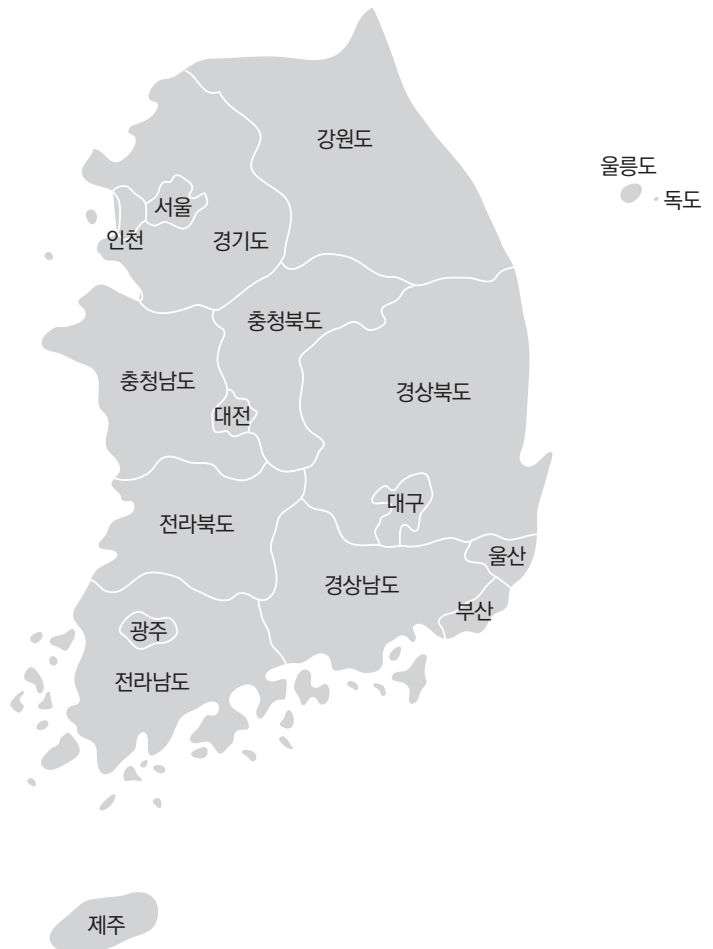 강원도
울릉도
독도
서울
인천
경기도
충청북도
충청남도
경상북도
대전
대구
전라북도
울산
경상남도
부산
광주
전라남도
제주